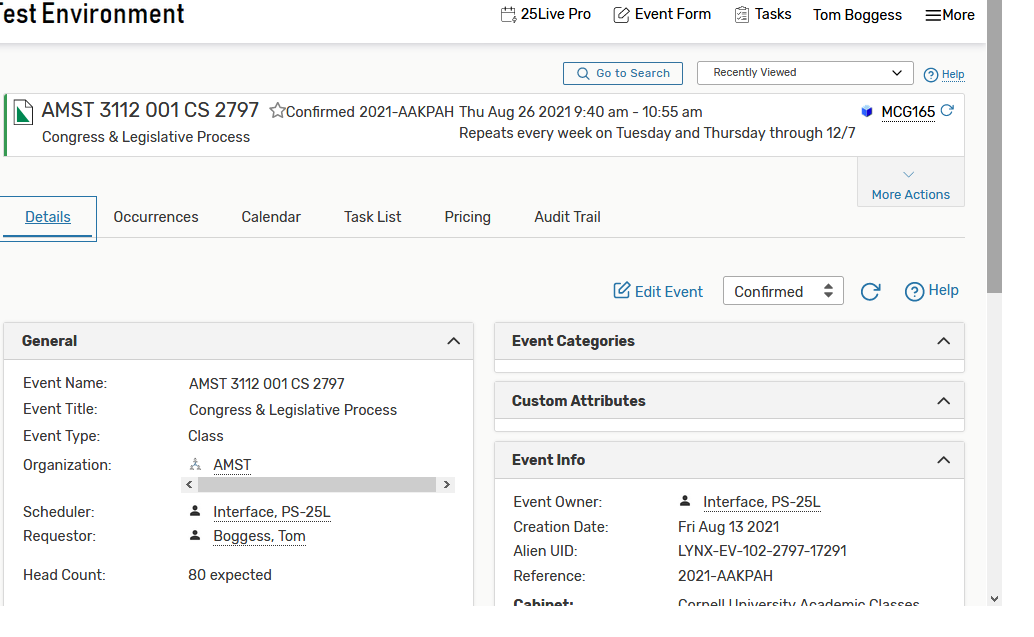 Test Environment
25Live Pro Event Form Tasks Tom Boggess More
Go to Search Recently Viewed Help
AMST 3112 001 CS 2797 Confirmed 2021-AAKPAH Thu Aug 26 2021 9:40 am - 10:55 am MCG165
Congress & Legislative Process Repeats every week on Tuesday and Thursday through 12/7
More Actions
Details Occurrences Calendar Task List Pricing Audit Trail
Edit Event Confirmed Help
General
Event Name: AMST 3112 001 CS 2797
Event Title: Congress & Legislative Process
Event Type: Class
Organization: AMST
Scheduler: Interface, PS-25L
Requestor: Boggess, Tom
Head Count: 80 expected
Event Categories
Custom Attributes
Event Info
Event Owner: Interface, PS-25L
Creation Date: Fri Aug 13 2021
Alien UID: LYNX-EV-102-2797-17291
Reference: 2021-AAKPAH
Cabinet: Cornell University Academic Classes